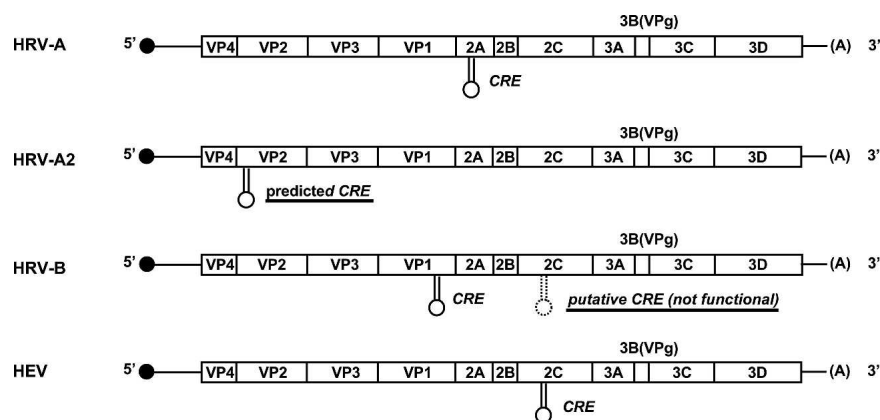 3B(VPg)
HRV-A 5’ VP4 VP2 VP3 VP1 2A 2B 2C 3A 3C 3D (A) 3’
CRE
3B(VPg)
HRV-A2 5’ VP4 VP2 VP3 VP1 2A 2B 2C 3A 3C 3D (A) 3’
predicted CRE
3B(VPg)
HRV-B 5’ VP4 VP2 VP3 VP1 2A 2B 2C 3A 3C 3D (A) 3’
CRE putative CRE (not functional)
3B(VPg)
HEV 5’ VP4 VP2 VP3 VP1 2A 2B 2C 3A 3C 3D (A) 3’
CRE